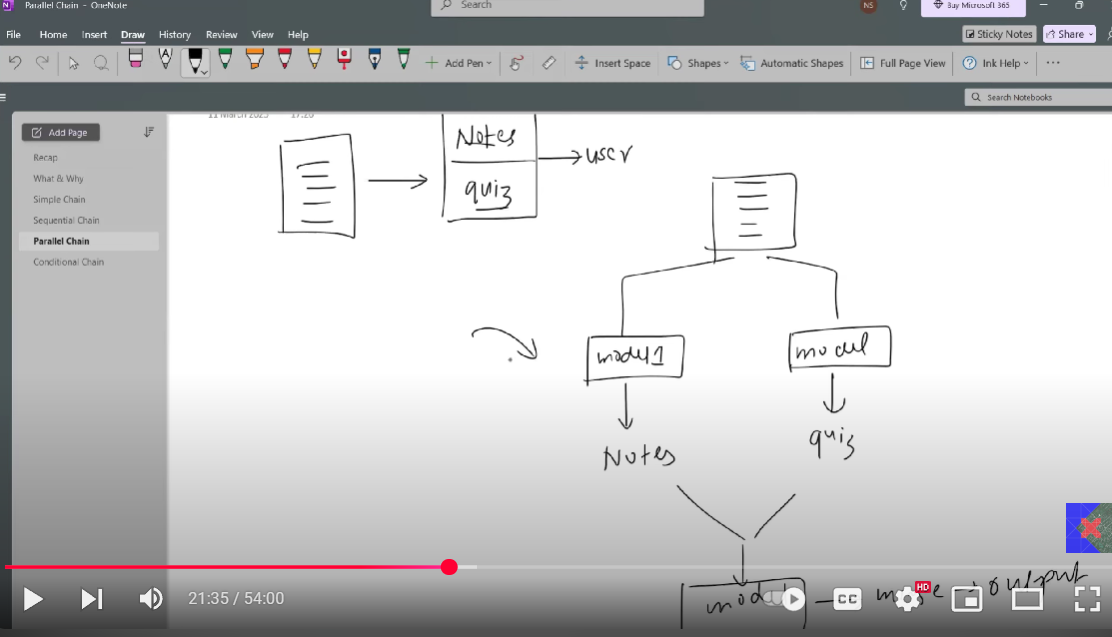 Parallel Chain - OneNote
Search
NS
Buy Microsoft 365
File Home Insert Draw History Review View Help
Sticky Notes
Share
Add Pen
Insert Space
Shapes
Automatic Shapes
Full Page View
Ink Help
Search Notebooks
Add Page
11 March 2025 17:20
Recap
What & Why
Simple Chain
Sequential Chain
Parallel Chain
Conditional Chain
Notes
quiz
user
model1
model
Notes
quiz
model
merge → output
21:35 / 54:00
CC
HD